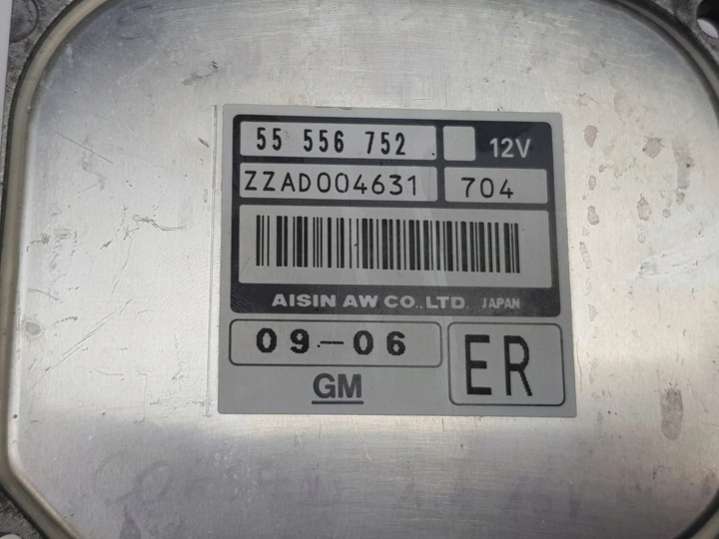 55 556 752 12V
ZZAD004631 704
AISIN AW CO.,LTD. JAPAN
09-06 ER
GM